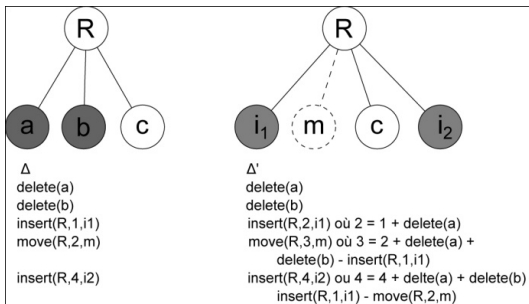 R
a
b
c
R
i1
m
c
i2
Δ
delete(a)
delete(b)
insert(R,1,i1)
move(R,2,m)
insert(R,4,i2)
Δ'
delete(a)
delete(b)
insert(R,2,i1) où 2 = 1 + delete(a)
move(R,3,m) où 3 = 2 + delete(a) +
delete(b) - insert(R,1,i1)
insert(R,4,i2) ou 4 = 4 + delte(a) + delete(b)
insert(R,1,i1) - move(R,2,m)